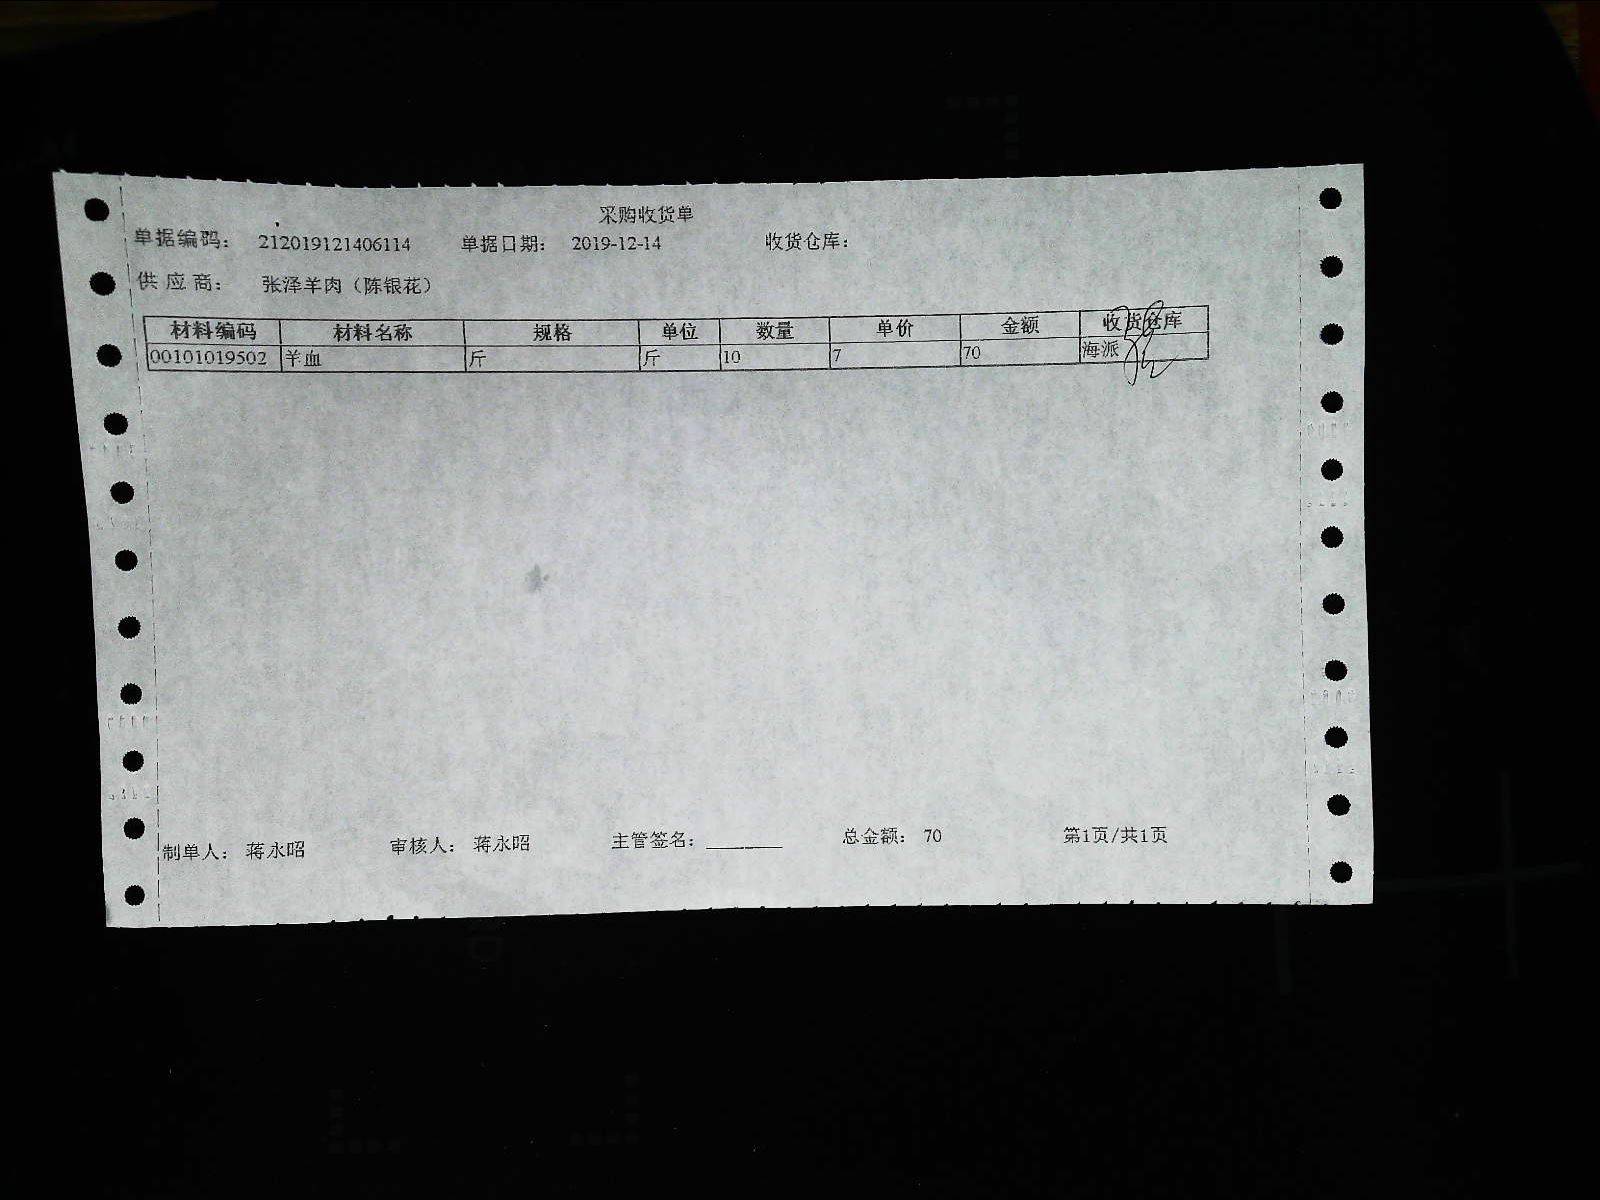 采购收货单
单据编码： 212019121406114 单据日期： 2019-12-14 收货仓库：
供应商： 张泽羊肉（陈银花）
材料编码 材料名称 规格 单位 数量 单价 金额 收货仓库
00101019502 羊血 斤 斤 10 7 70 海派
制单人： 蒋永昭 审核人： 蒋永昭 主管签名： 总金额： 70 第1页/共1页